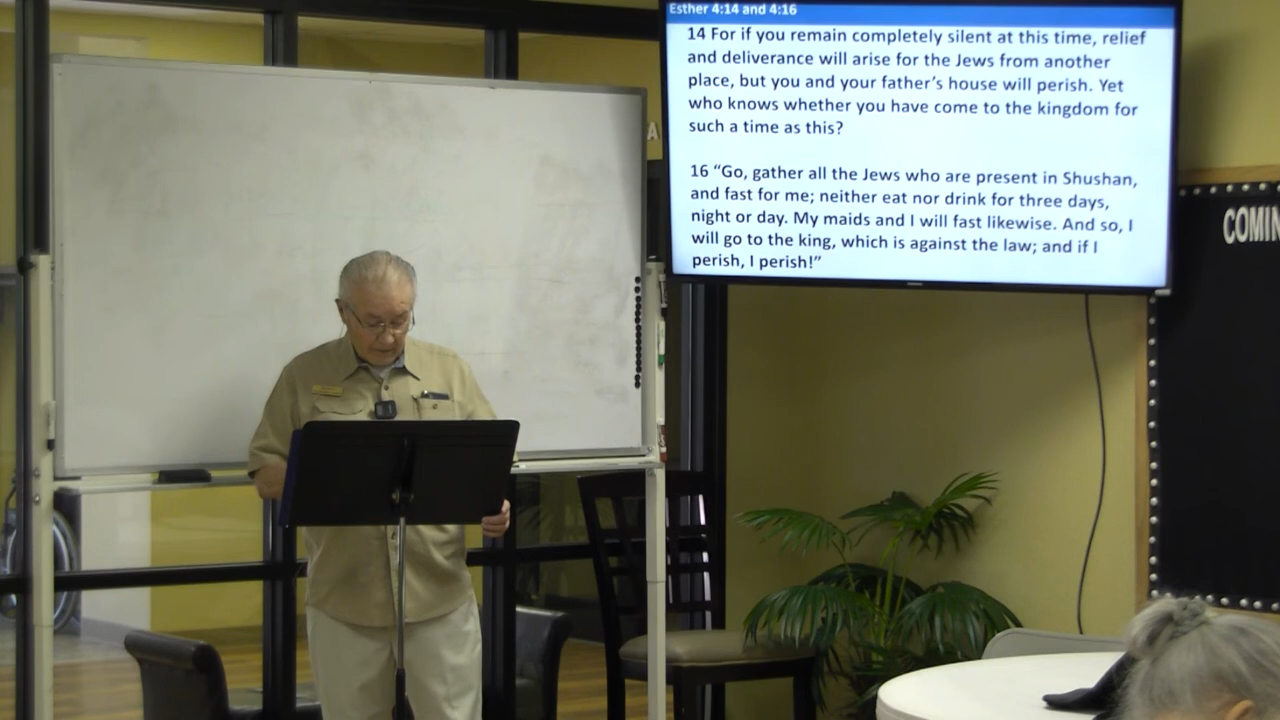 Esther 4:14 and 4:16
14 For if you remain completely silent at this time, relief
and deliverance will arise for the Jews from another
place, but you and your father’s house will perish. Yet
who knows whether you have come to the kingdom for
such a time as this?
16 “Go, gather all the Jews who are present in Shushan,
and fast for me; neither eat nor drink for three days,
night or day. My maids and I will fast likewise. And so, I
will go to the king, which is against the law; and if I
perish, I perish!”
A
COMIN